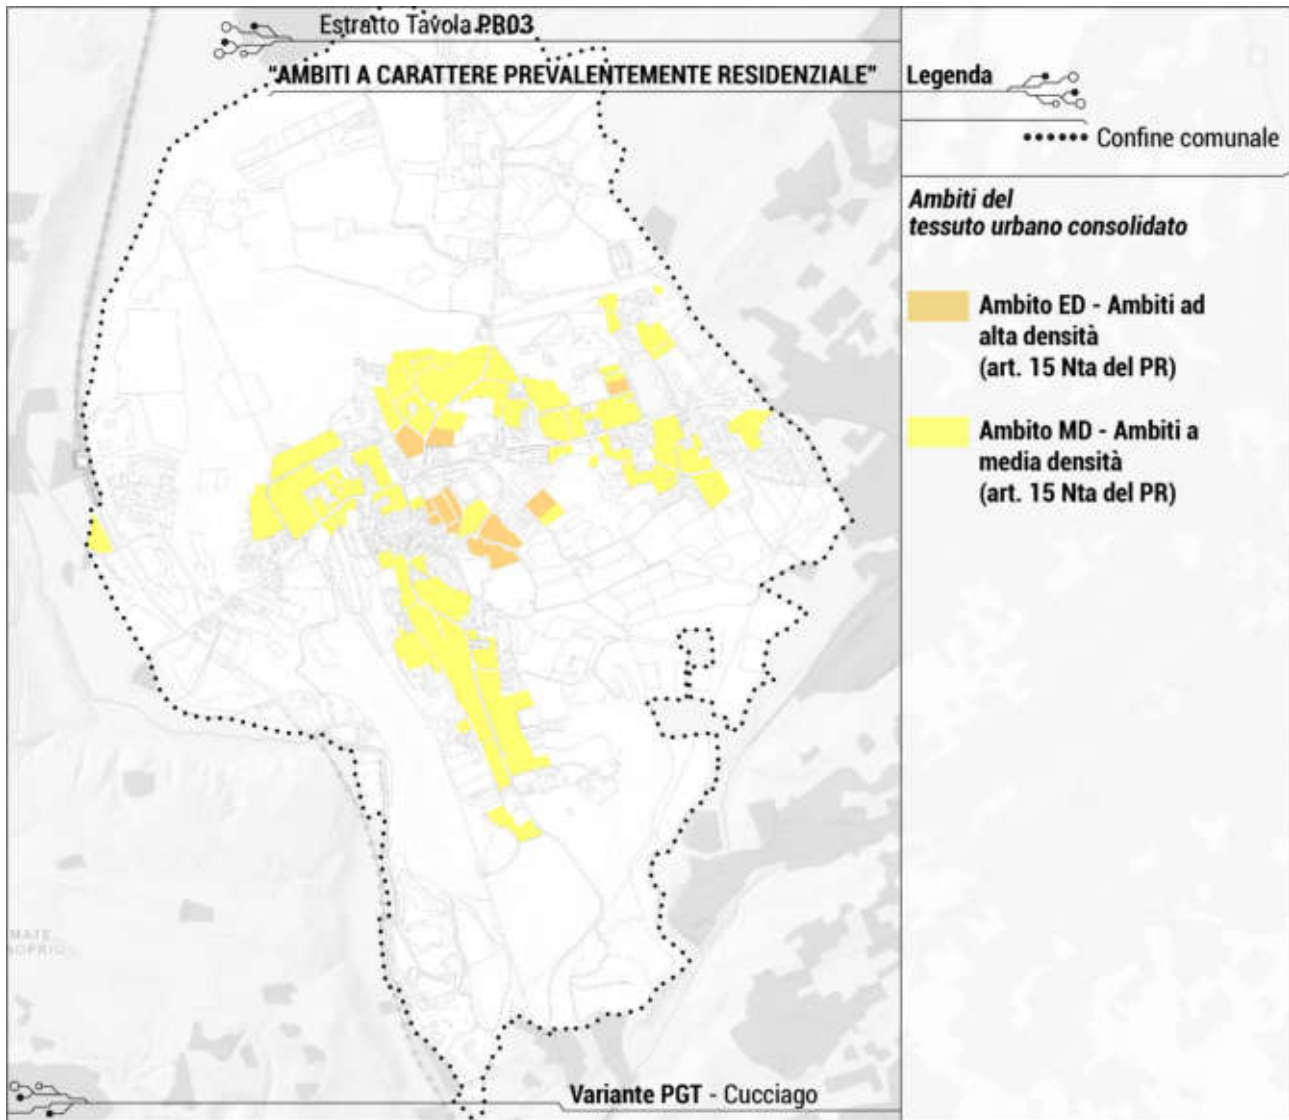 Estratto Tavola PR03
"AMBITI A CARATTERE PREVALENTEMENTE RESIDENZIALE"
Legenda
Confine comunale
Ambiti del
tessuto urbano consolidato
Ambito ED - Ambiti ad
alta densità
(art. 15 Nta del PR)
Ambito MD - Ambiti a
media densità
(art. 15 Nta del PR)
MATE
Variante PGT - Cucciago